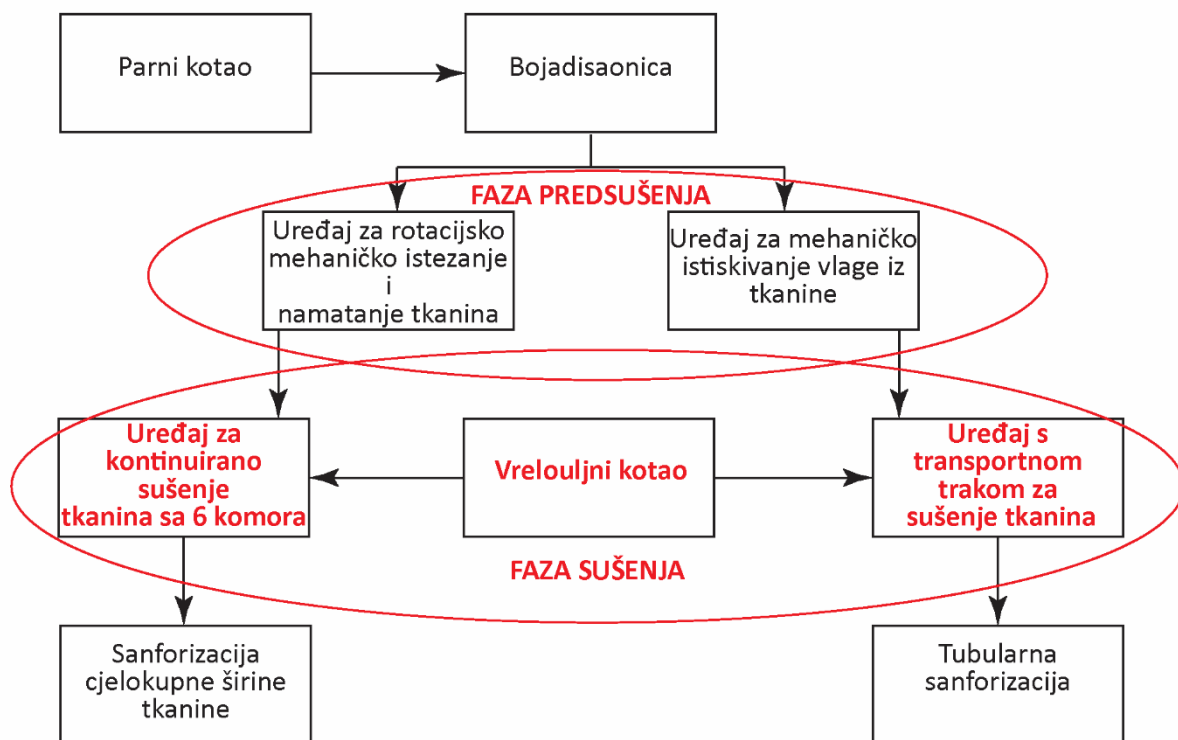 Parni kotao
Bojadisaonica
FAZA PREDSUŠENJA
Uređaj za rotacijsko
mehaničko istezanje
i
namatanje tkanina
Uređaj za mehaničko
istiskivanje vlage iz
tkanine
Uređaj za
kontinuirano
sušenje
tkanina sa 6 komora
Vrelouljni kotao
Uređaj s
transportnom
trakom za
sušenje tkanina
FAZA SUŠENJA
Sanforizacija
cjelokupne širine
tkanine
Tubularna
sanforizacija